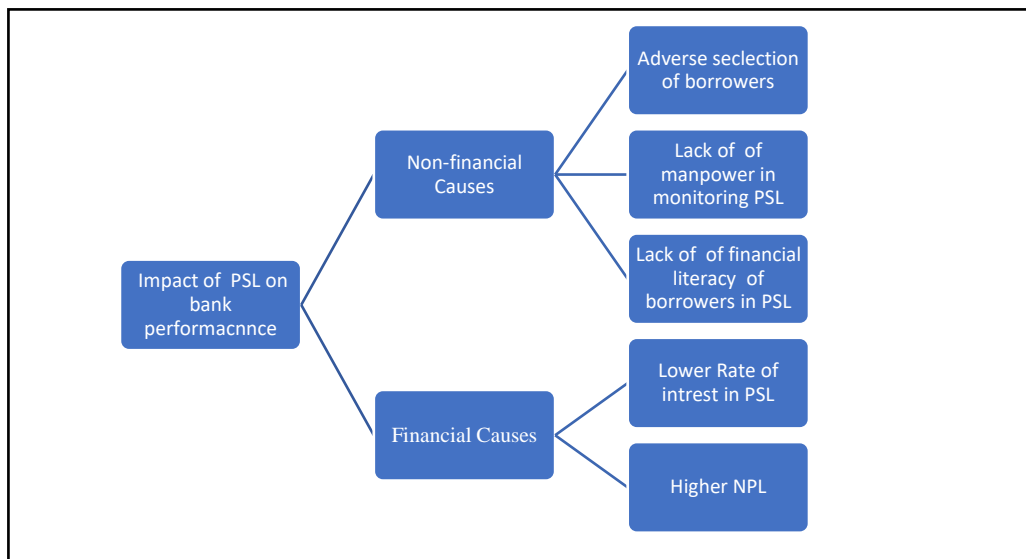 Adverse seclection
of borrowers
Non-financial
Causes
Lack of of
manpower in
monitoring PSL
Lack of of financial
literacy of
borrowers in PSL
Impact of PSL on
bank
performacnnce
Lower Rate of
intrest in PSL
Financial Causes
Higher NPL